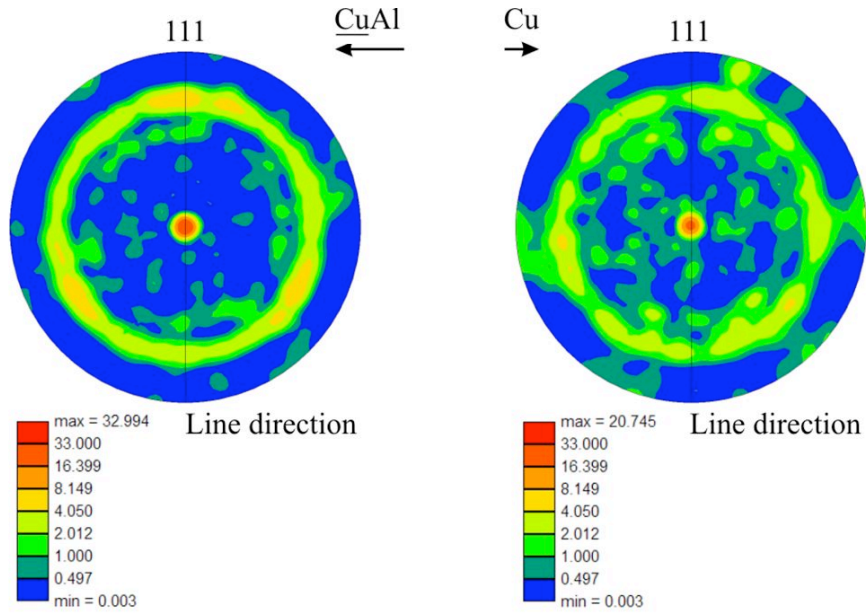 CuAl
Cu
111
111
max = 32.994
33.000
16.399
8.149
4.050
2.012
1.000
0.497
min = 0.003
Line direction
max = 20.745
33.000
16.399
8.149
4.050
2.012
1.000
0.497
min = 0.003
Line direction